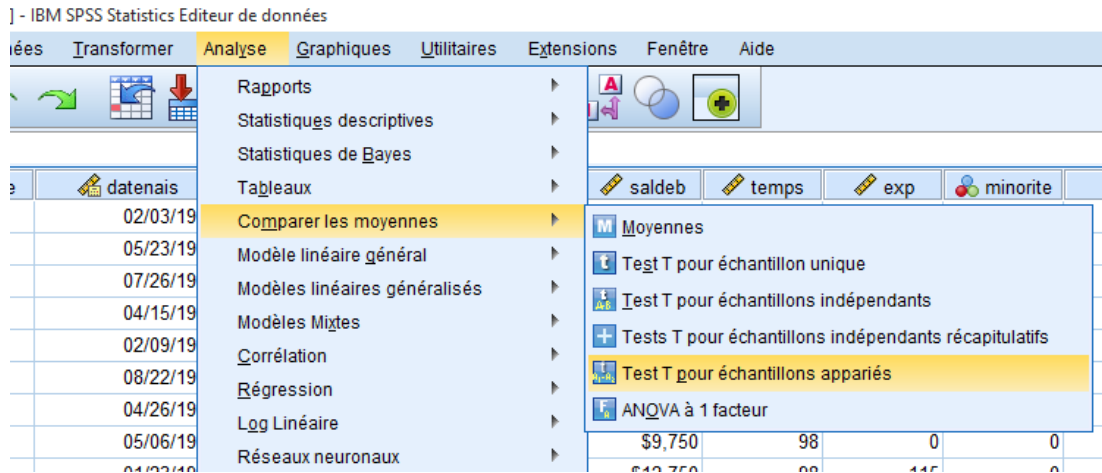 ] - IBM SPSS Statistics Editeur de données
nées Transformer Analyse Graphiques Utilitaires Extensions Fenêtre Aide
Rapports
Statistiques descriptives
Statistiques de Bayes
Tableaux
Comparer les moyennes
Modèle linéaire général
Modèles linéaires généralisés
Modèles Mixtes
Corrélation
Régression
Log Linéaire
Réseaux neuronaux
A
e datenais saldeb temps exp minorite
02/03/19
05/23/19
07/26/19
04/15/19
02/09/19
08/22/19
04/26/19
05/06/19
M Moyennes
t Test T pour échantillon unique
Test T pour échantillons indépendants
Tests T pour échantillons indépendants récapitulatifs
Test T pour échantillons appariés
ANOVA à 1 facteur
$9,750 98 0 0